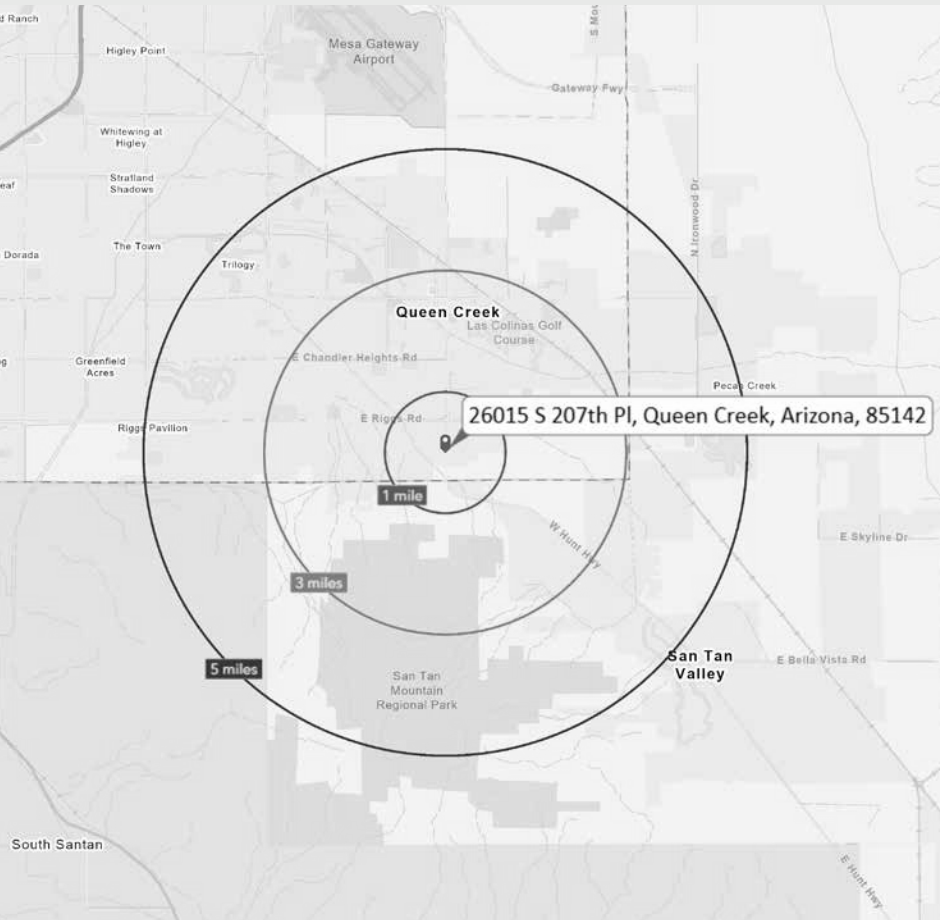 d Ranch
S Mou
Higley Point
Mesa Gateway
Airport
Gateway Fwy
Whitewing at
Higley
Stratland
Shadows
eaf
N Ironwood Dr
The Town
Dorada
Trilogy
Queen Creek
Las Colinas Golf
Course
E Chandler Heights Rd
g
Greenfield
Acres
Pecan Creek
E Riggs Rd
26015 S 207th Pl, Queen Creek, Arizona, 85142
Riggs Pavilion
1 mile
W Hunt Hwy
E Skyline Dr
3 miles
5 miles
San Tan
Valley
E Bella Vista Rd
San Tan
Mountain
Regional Park
South Santan
E Hunt Hwy